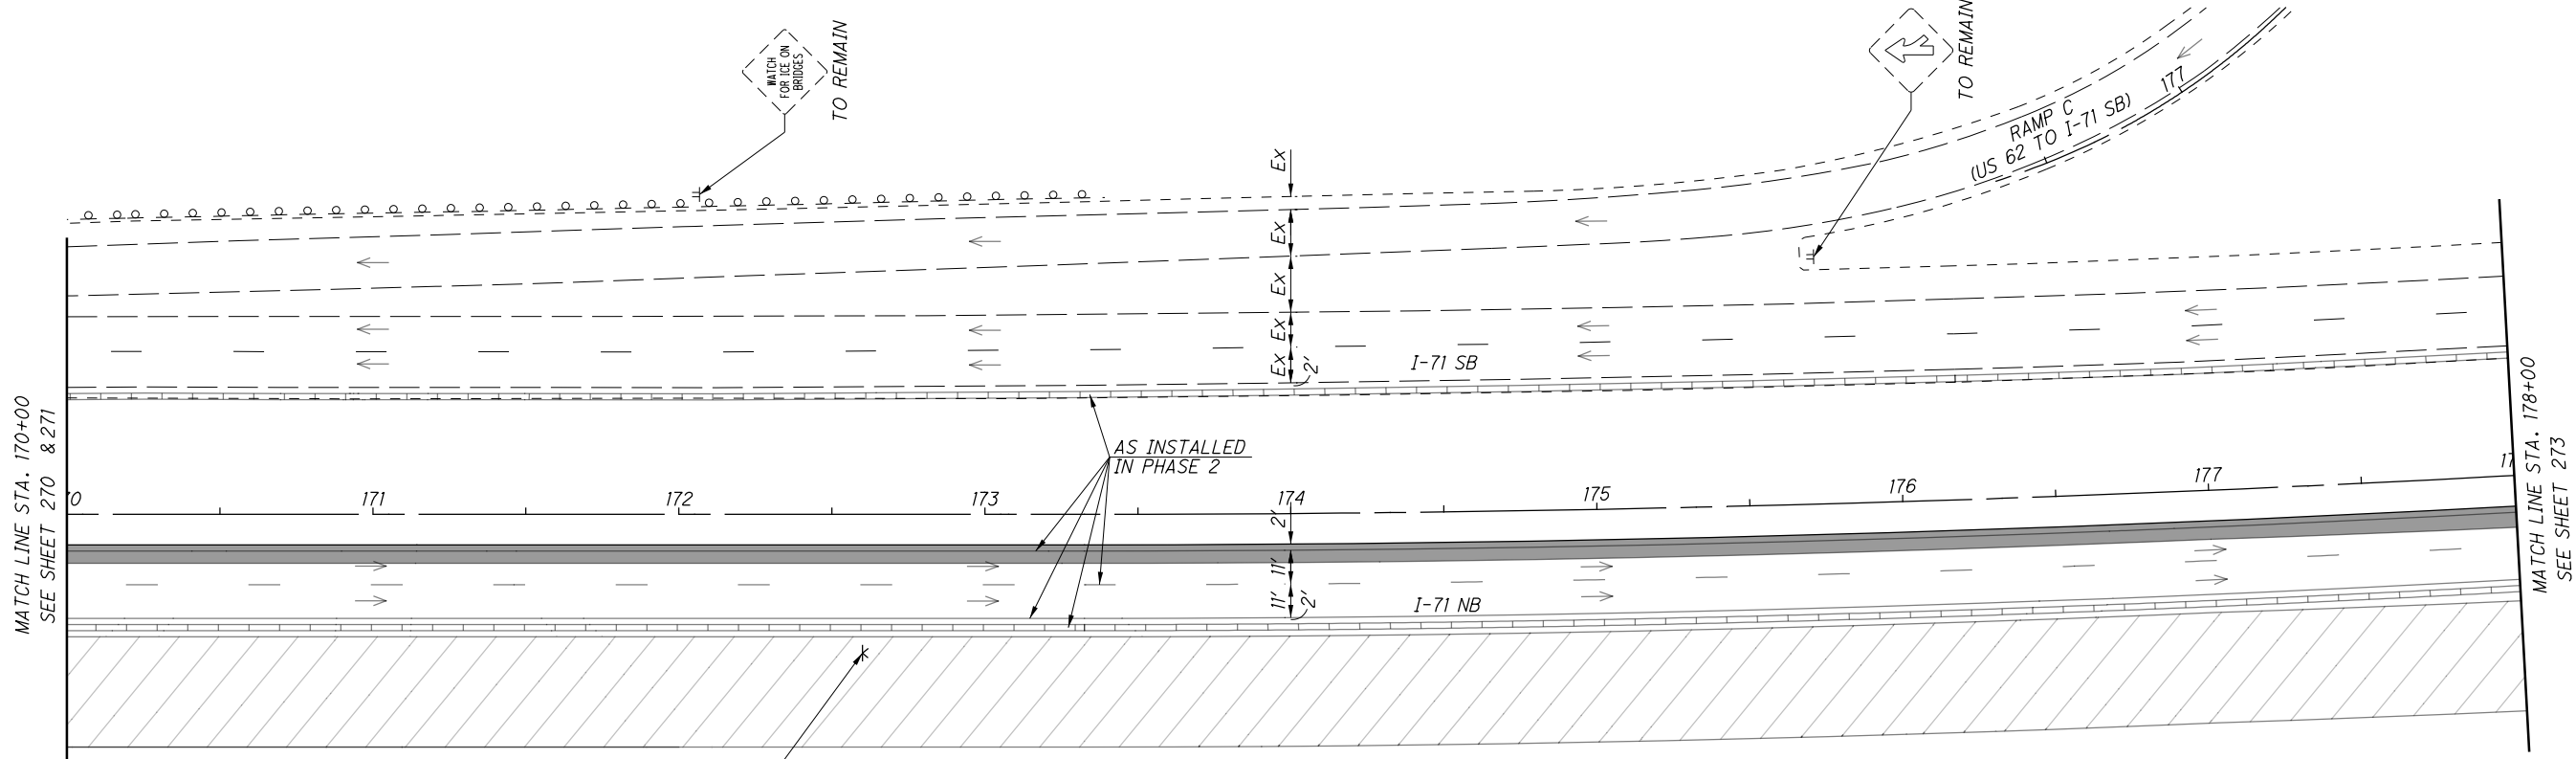 WATCH
FOR ICE ON
BRIDGES
TO REMAIN
TO REMAIN
RAMP C
(US 62 TO I-71 SB)
177
Ex
Ex
Ex
Ex
Ex
2'
I-71 SB
MATCH LINE STA. 170+00
SEE SHEET 270 & 271
AS INSTALLED
IN PHASE 2
70 171 172 173 174 175 176 177 17
2'
11'
11'
2'
I-71 NB
MATCH LINE STA. 178+00
SEE SHEET 273